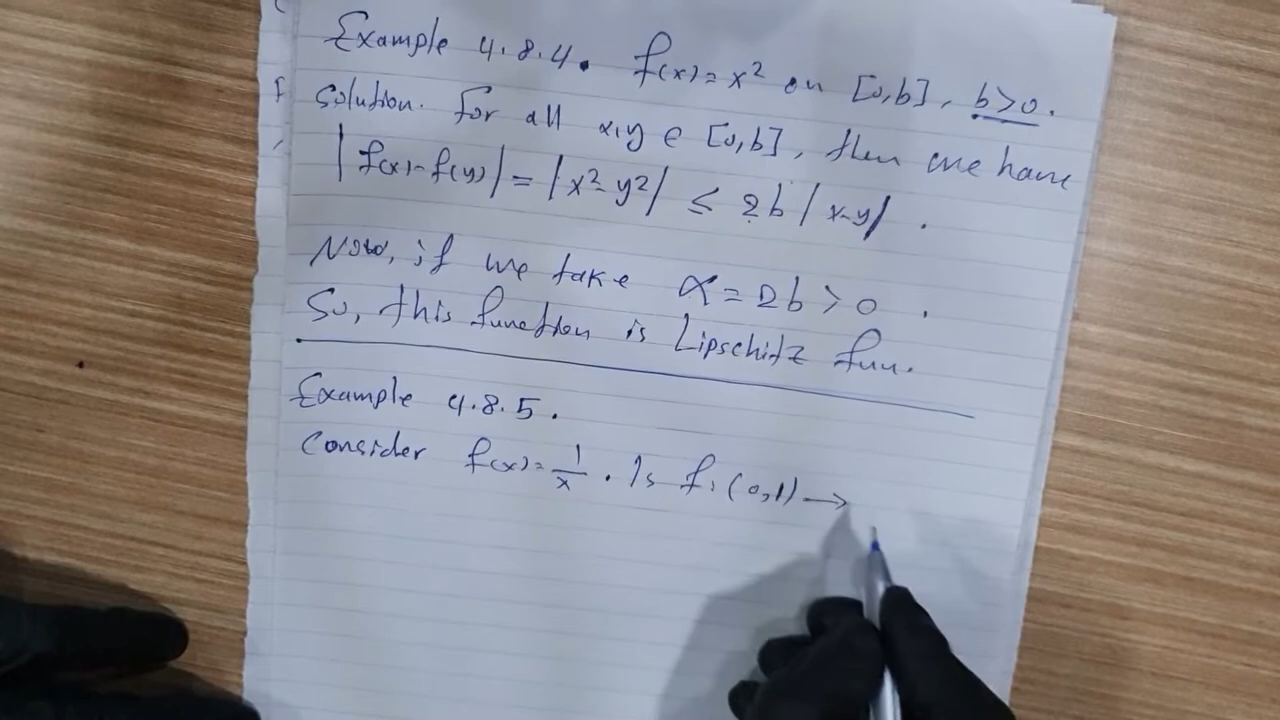 Example 4.8.4. f(x) = x² on [0,b], b>0.
Solution. For all x,y ∈ [0,b], then we have
|f(x)-f(y)| = |x²-y²| ≤ 2b|x-y|.
Now, if we take α = 2b > 0.
So, this function is Lipschitz fun.
Example 4.8.5.
Consider f(x) = 1/x. Is f: (0,1) →